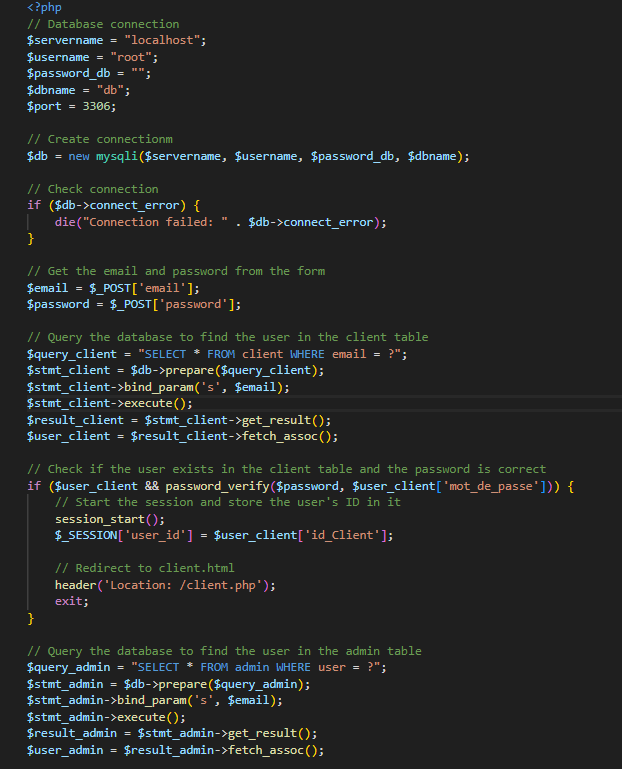 <?php
// Database connection
$servername = "localhost";
$username = "root";
$password_db = "";
$dbname = "db";
$port = 3306;

// Create connectionm
$db = new mysqli($servername, $username, $password_db, $dbname);

// Check connection
if ($db->connect_error) {
    die("Connection failed: " . $db->connect_error);
}

// Get the email and password from the form
$email = $_POST['email'];
$password = $_POST['password'];

// Query the database to find the user in the client table
$query_client = "SELECT * FROM client WHERE email = ?";
$stmt_client = $db->prepare($query_client);
$stmt_client->bind_param('s', $email);
$stmt_client->execute();
$result_client = $stmt_client->get_result();
$user_client = $result_client->fetch_assoc();

// Check if the user exists in the client table and the password is correct
if ($user_client && password_verify($password, $user_client['mot_de_passe'])) {
    // Start the session and store the user's ID in it
    session_start();
    $_SESSION['user_id'] = $user_client['id_Client'];

    // Redirect to client.html
    header('Location: /client.php');
    exit;
}

// Query the database to find the user in the admin table
$query_admin = "SELECT * FROM admin WHERE user = ?";
$stmt_admin = $db->prepare($query_admin);
$stmt_admin->bind_param('s', $email);
$stmt_admin->execute();
$result_admin = $stmt_admin->get_result();
$user_admin = $result_admin->fetch_assoc();